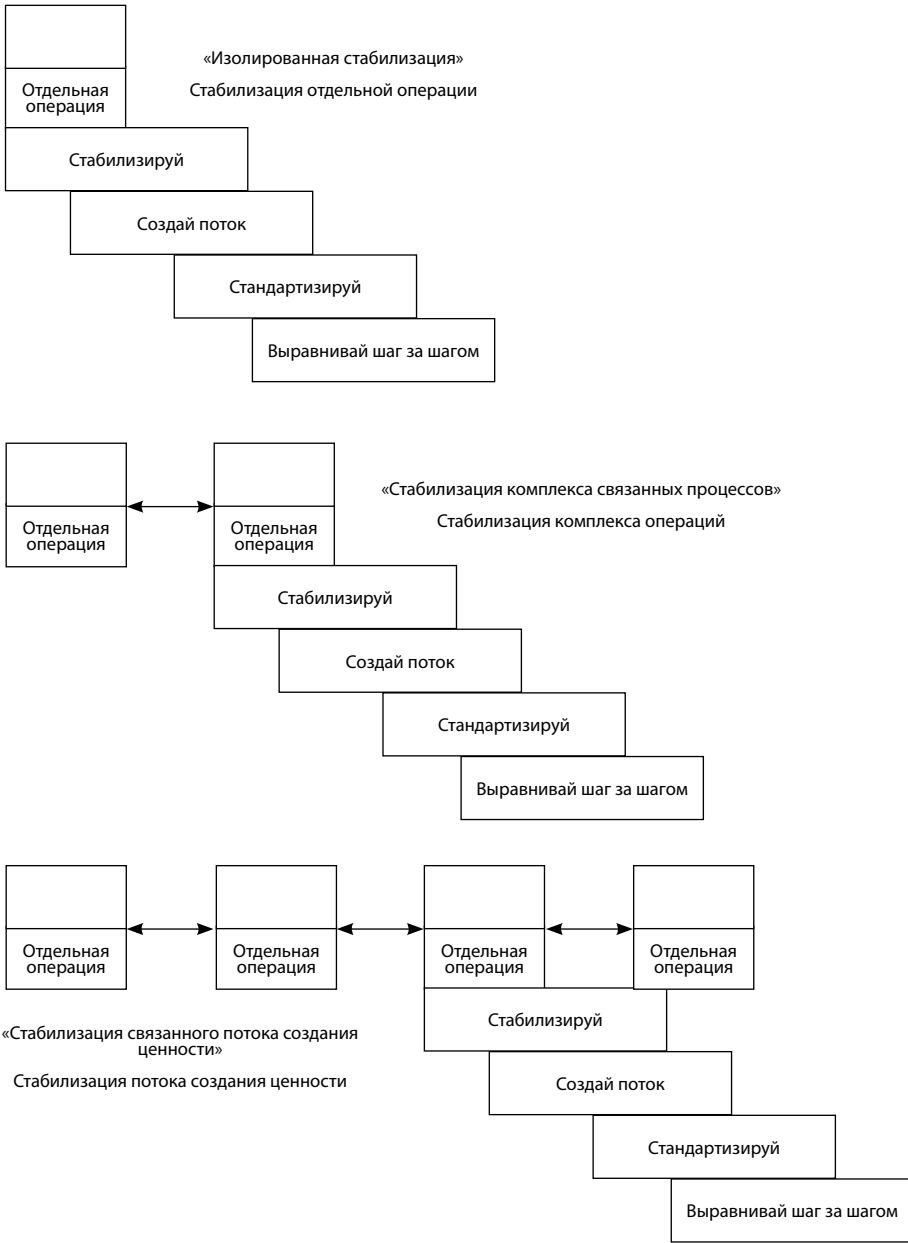 «Изолированная стабилизация»
Стабилизация отдельной операции
Отдельная
операция
Стабилизируй
Создай поток
Стандартизируй
Выравнивай шаг за шагом
«Стабилизация комплекса связанных процессов»
Стабилизация комплекса операций
Отдельная
операция
Отдельная
операция
Стабилизируй
Создай поток
Стандартизируй
Выравнивай шаг за шагом
Отдельная
операция
Отдельная
операция
Отдельная
операция
Отдельная
операция
«Стабилизация связанного потока создания
ценности»
Стабилизация потока создания ценности
Стабилизируй
Создай поток
Стандартизируй
Выравнивай шаг за шагом